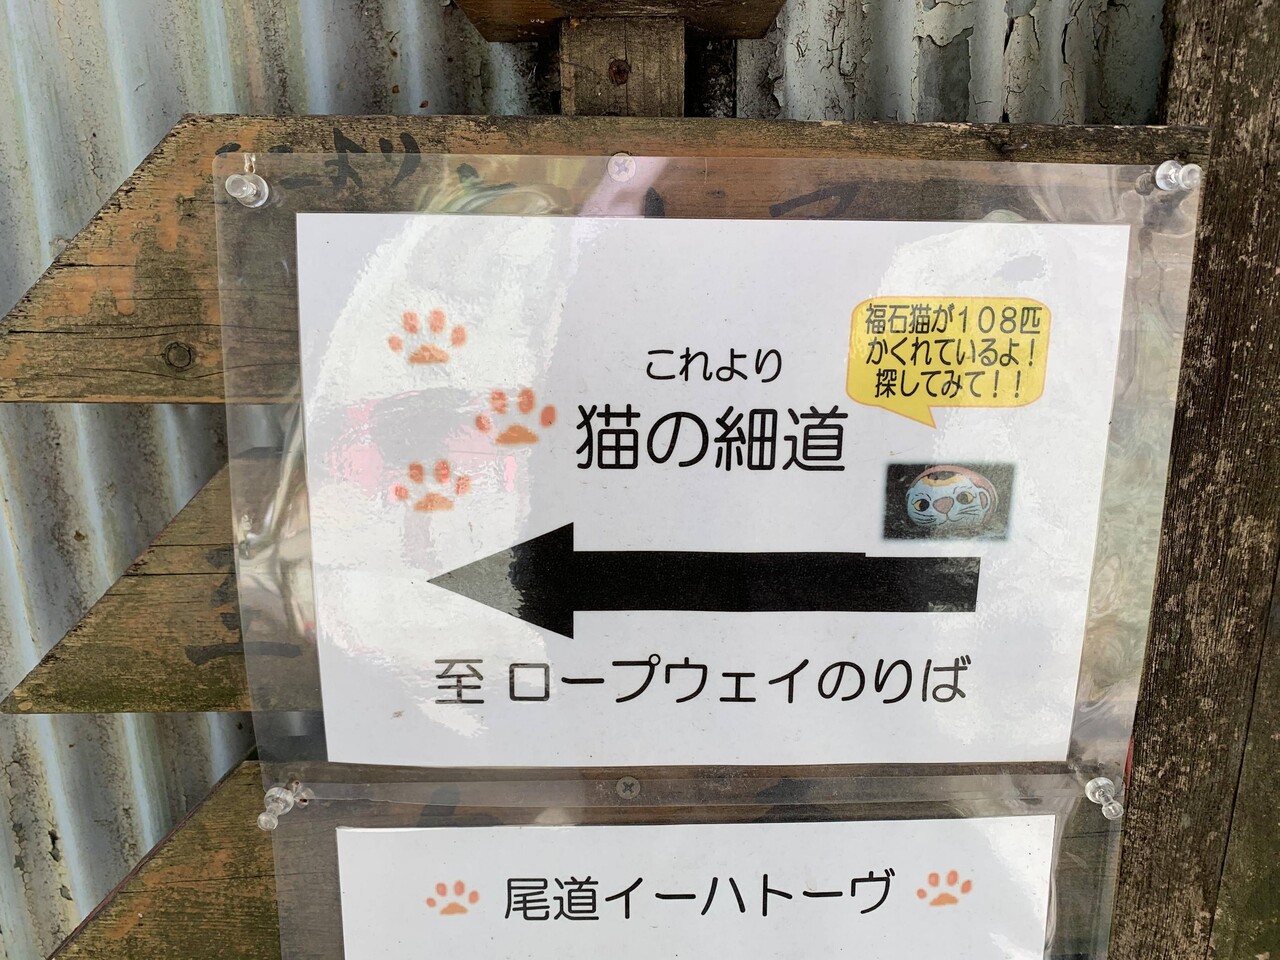 福石猫が１０８匹
かくれているよ！
探してみて！！
これより
猫の細道
至 ロープウェイのりば
尾道イーハトーヴ